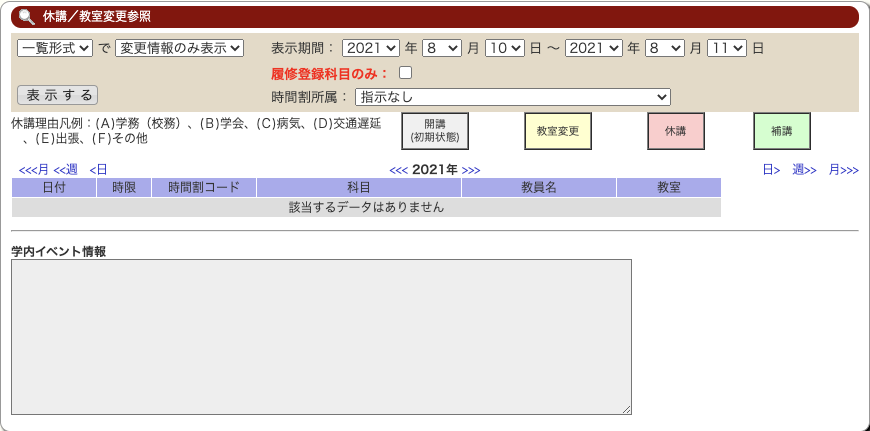 休講／教室変更参照
一覧形式 で 変更情報のみ表示 表示期間： 2021 年 8 月 10 日 ～ 2021 年 8 月 11 日
履修登録科目のみ：
表 示 す る 時間割所属： 指示なし
休講理由凡例：(A)学務（校務）、(B)学会、(C)病気、(D)交通遅延
、(E)出張、(F)その他
開講
(初期状態)
教室変更
休講
補講
<<<月 <<週 <日 <<< 2021年 >>> 日> 週>> 月>>>
日付 時限 時間割コード 科目 教員名 教室
該当するデータはありません
学内イベント情報